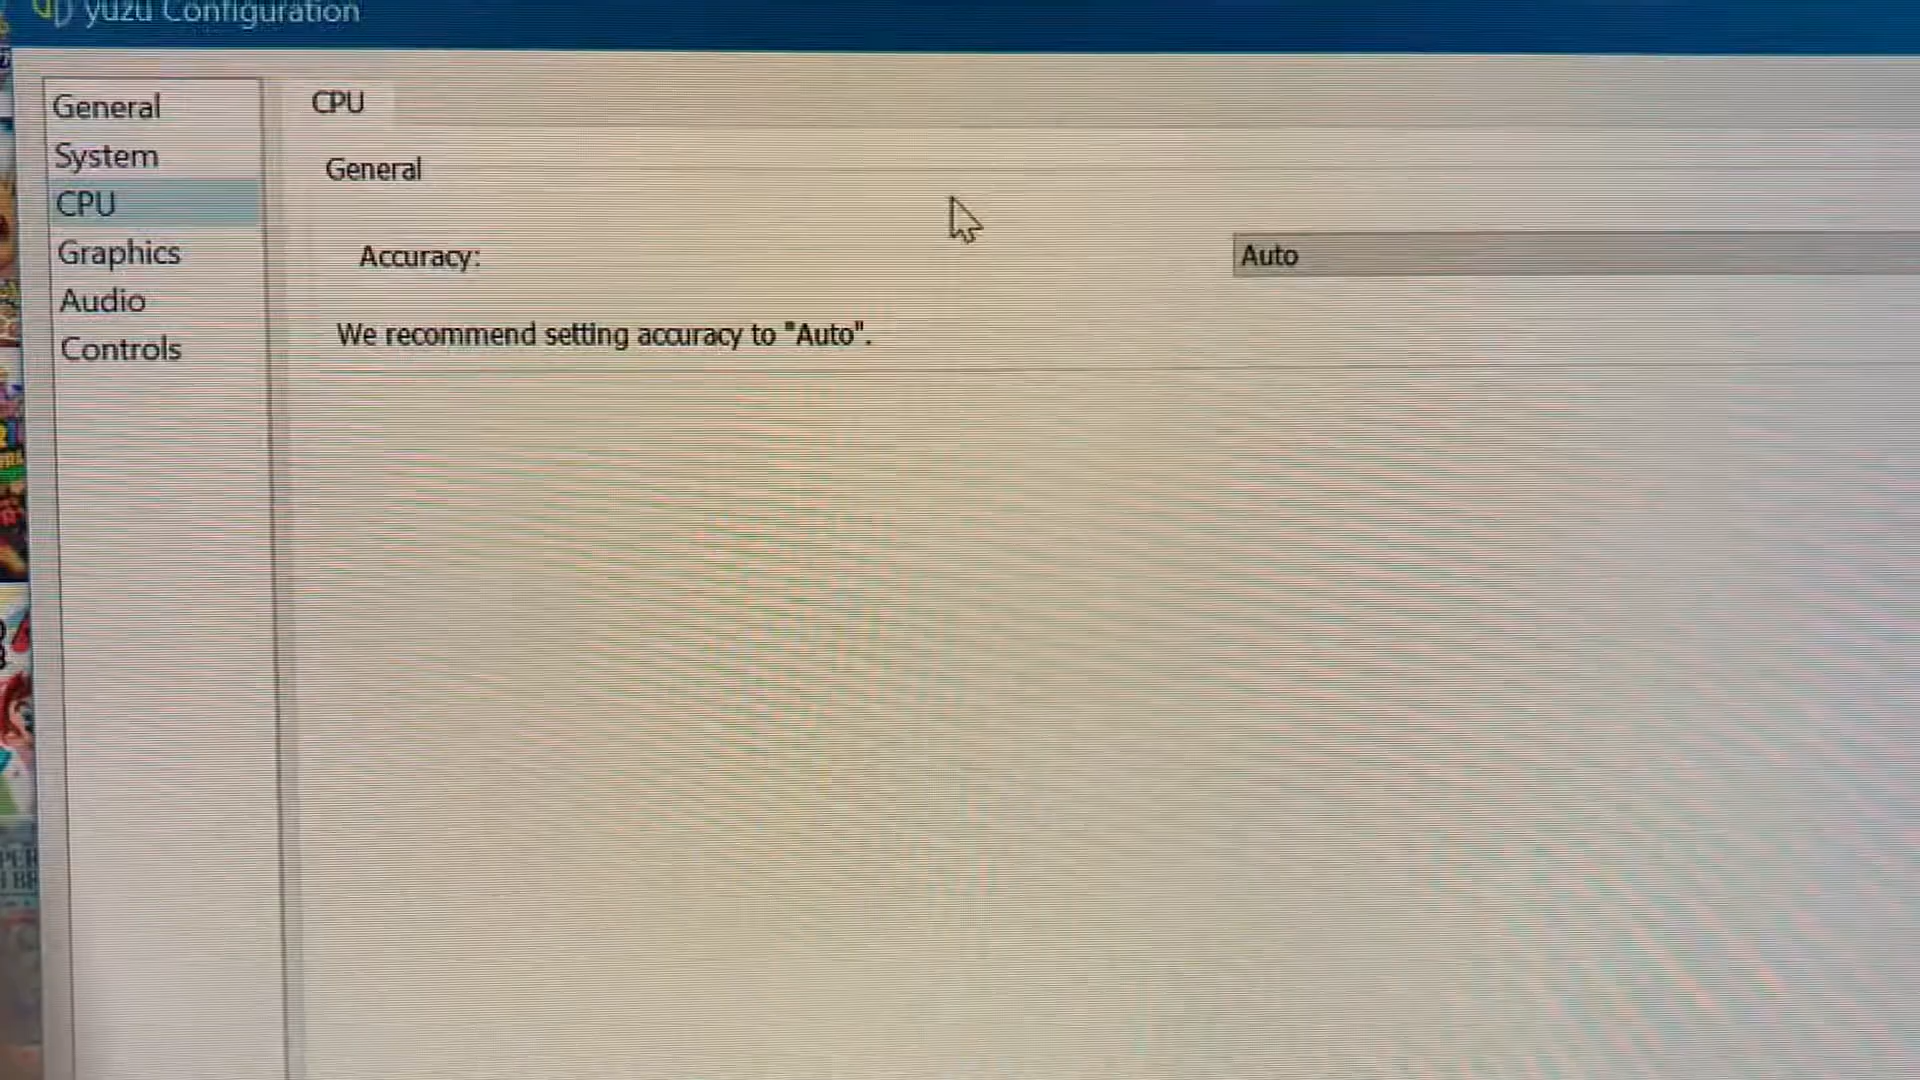 yuzu Configuration
General
System
CPU
Graphics
Audio
Controls
CPU
General
Accuracy:
Auto
We recommend setting accuracy to "Auto".